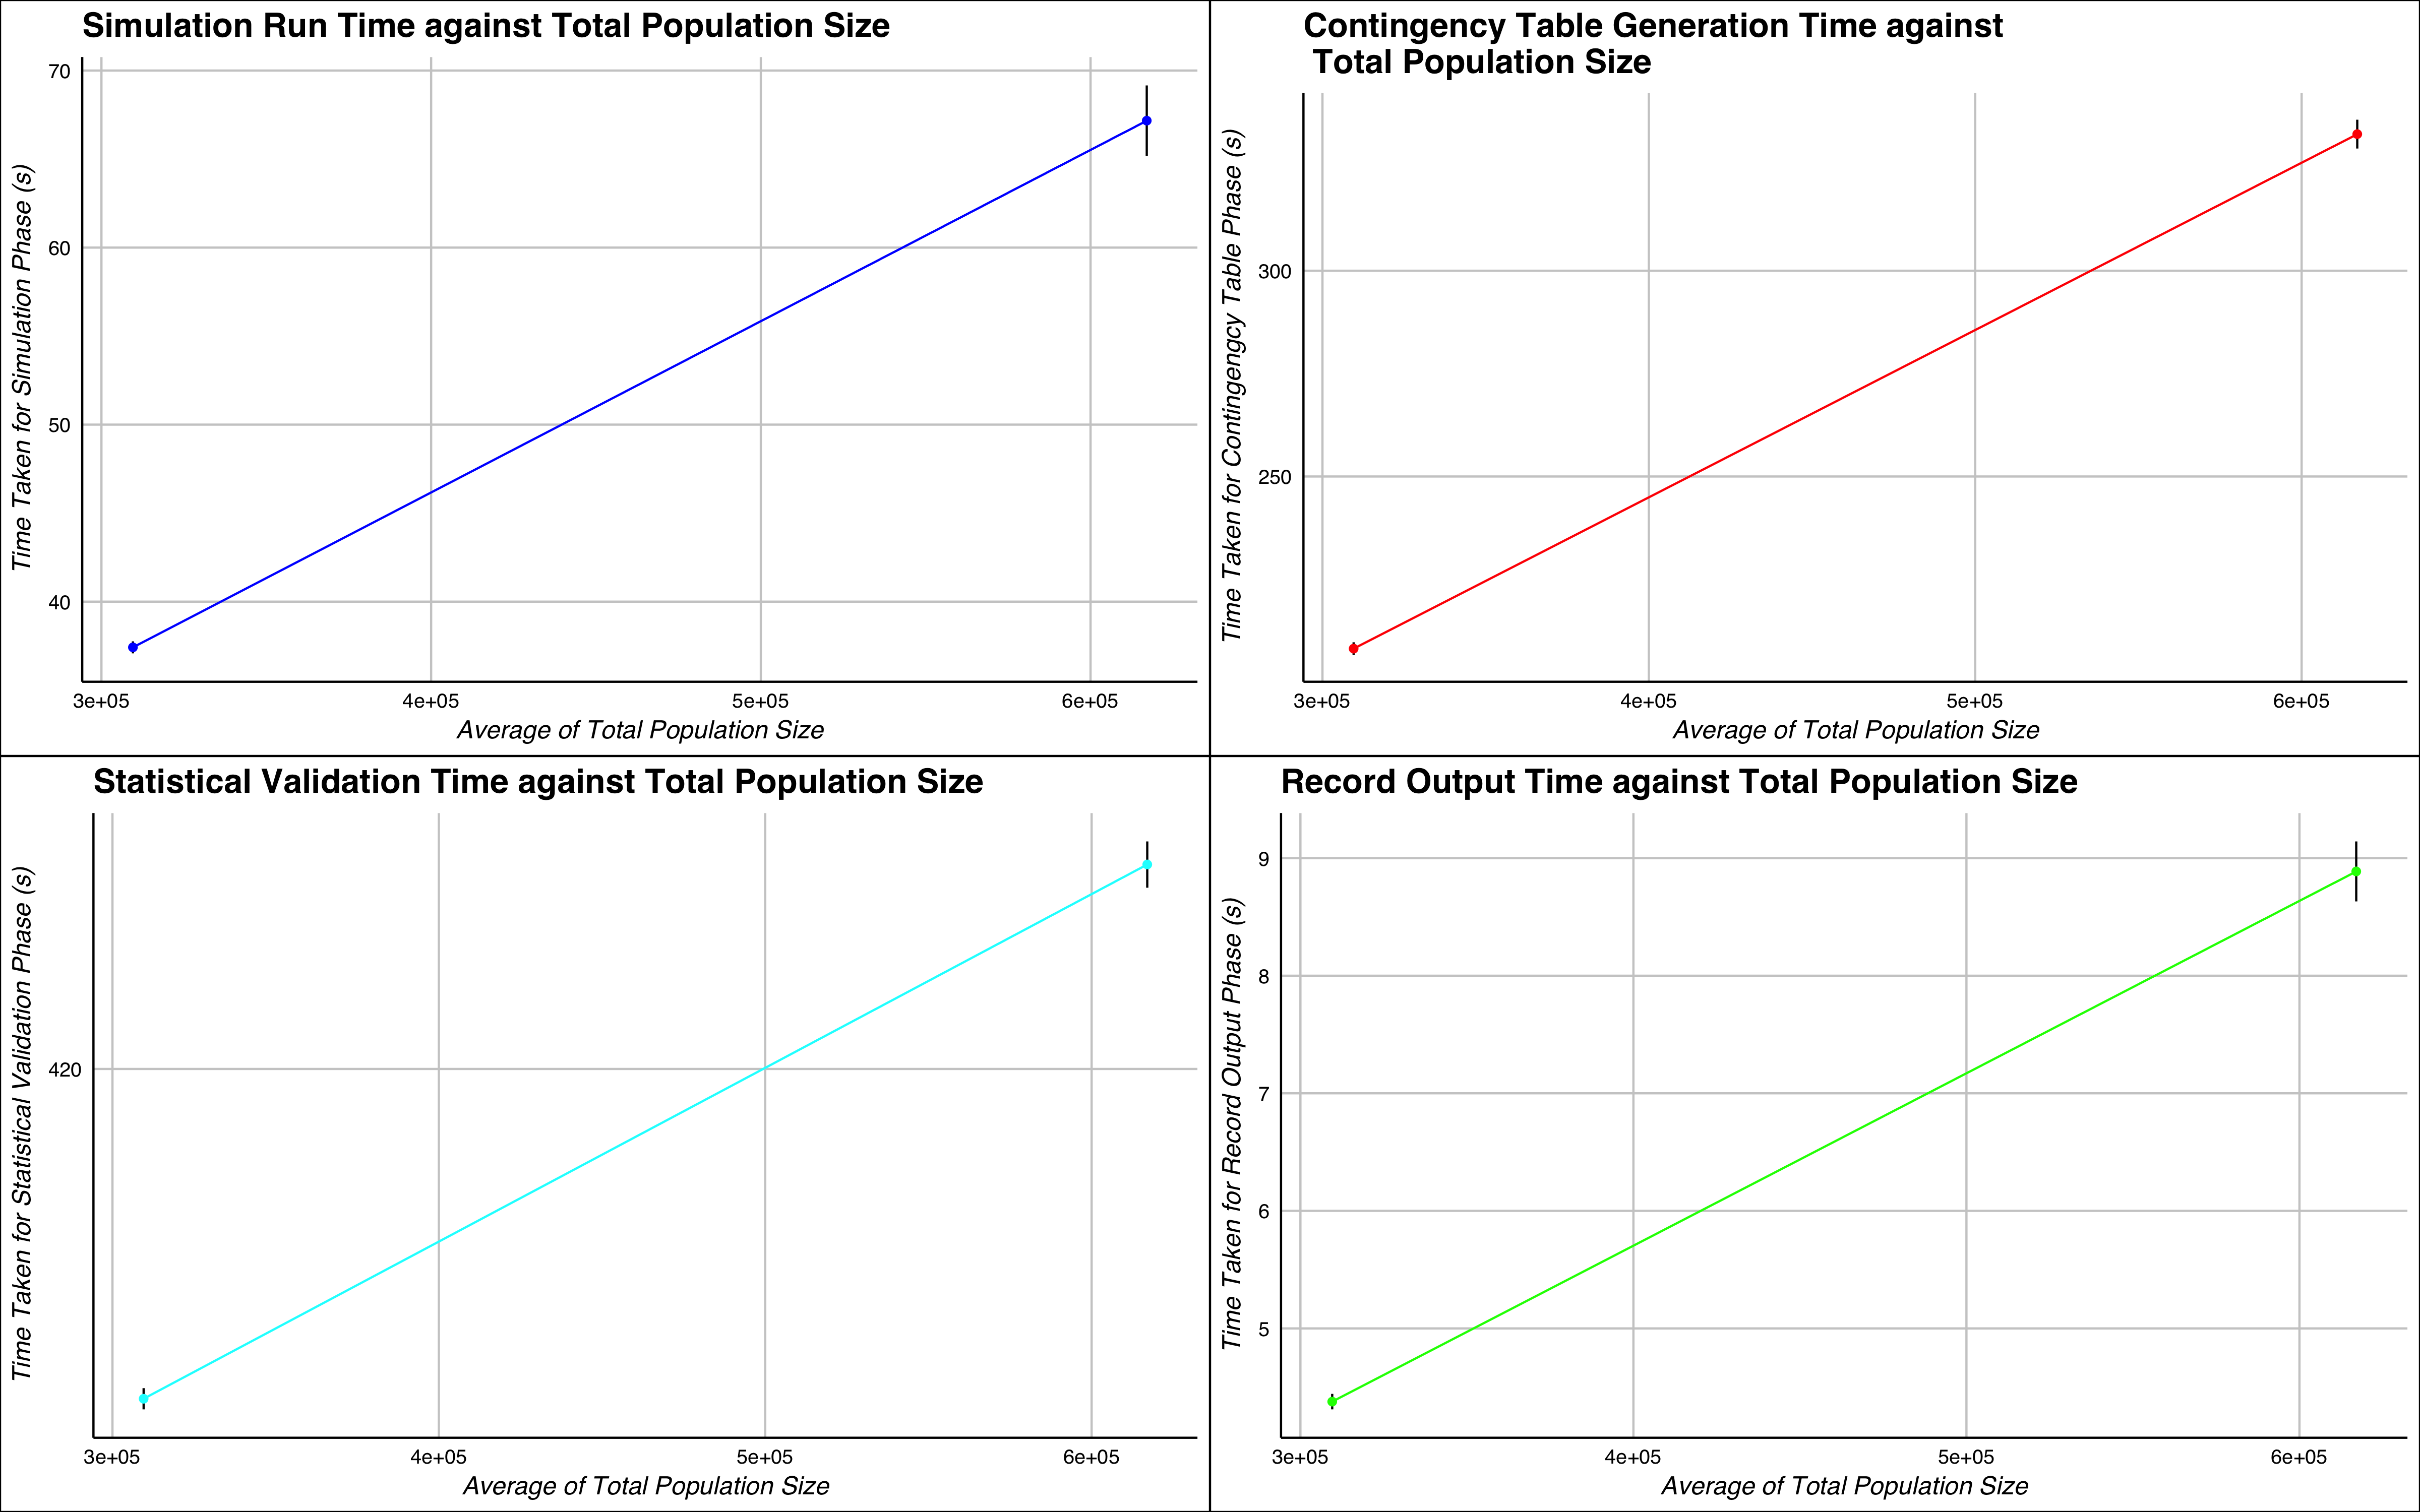 Simulation Run Time against Total Population Size
Time Taken for Simulation Phase (s)
70
60
50
40
3e+05 4e+05 5e+05 6e+05
Average of Total Population Size
Contingency Table Generation Time against
Total Population Size
Time Taken for Contigengcy Table Phase (s)
300
250
3e+05 4e+05 5e+05 6e+05
Average of Total Population Size
Statistical Validation Time against Total Population Size
Time Taken for Statistical Validation Phase (s)
420
3e+05 4e+05 5e+05 6e+05
Average of Total Population Size
Record Output Time against Total Population Size
Time Taken for Record Output Phase (s)
9
8
7
6
5
3e+05 4e+05 5e+05 6e+05
Average of Total Population Size